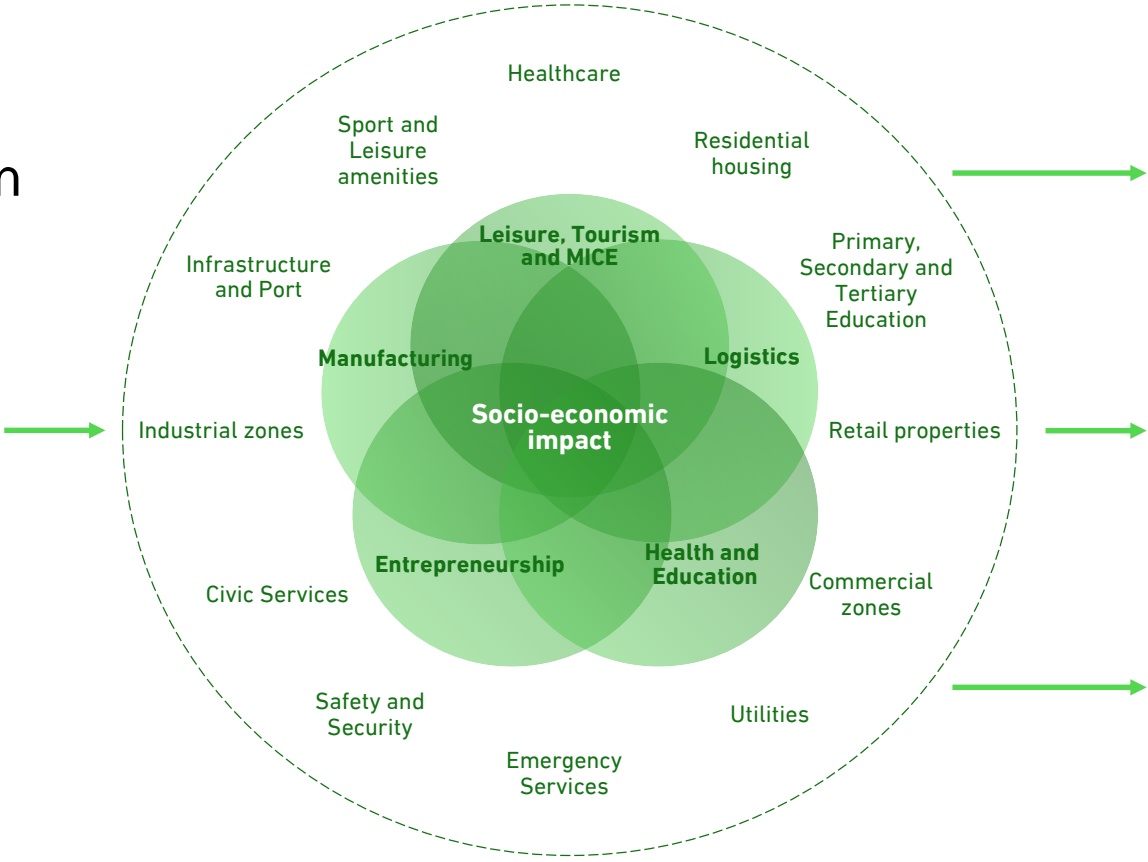 Healthcare
Sport and
Leisure
amenities
Residential
housing
Leisure, Tourism
and MICE
Primary,
Secondary and
Tertiary
Education
Infrastructure
and Port
Manufacturing
Logistics
Socio-economic
impact
Industrial zones
Retail properties
Entrepreneurship
Health and
Education
Civic Services
Commercial
zones
Safety and
Security
Utilities
Emergency
Services